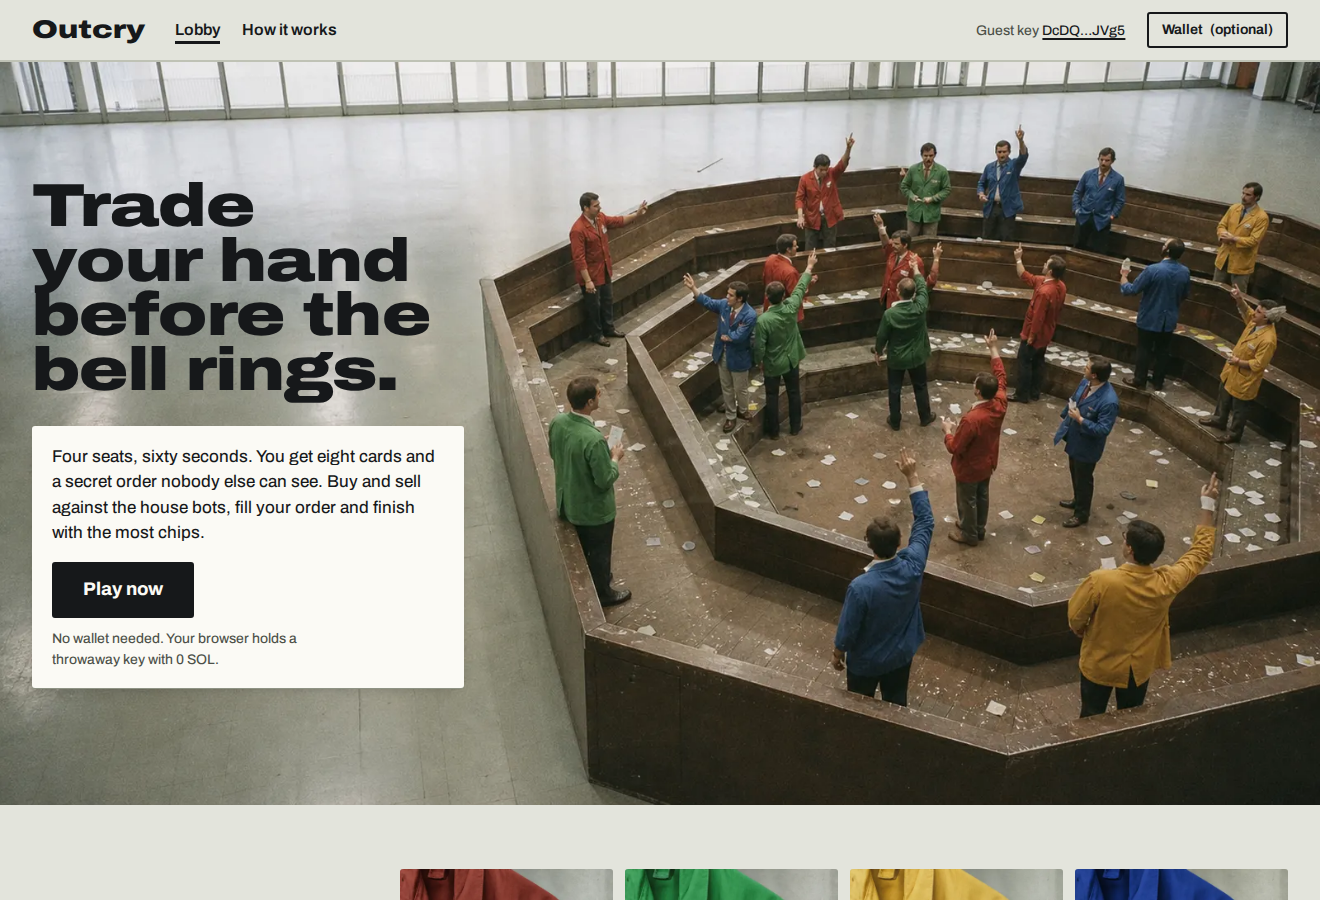 Outcry
Lobby
How it works
Guest key DcDQ...JVg5
Wallet (optional)
Trade
your hand
before the
bell rings.
Four seats, sixty seconds. You get eight cards and
a secret order nobody else can see. Buy and sell
against the house bots, fill your order and finish
with the most chips.
Play now
No wallet needed. Your browser holds a
throwaway key with 0 SOL.